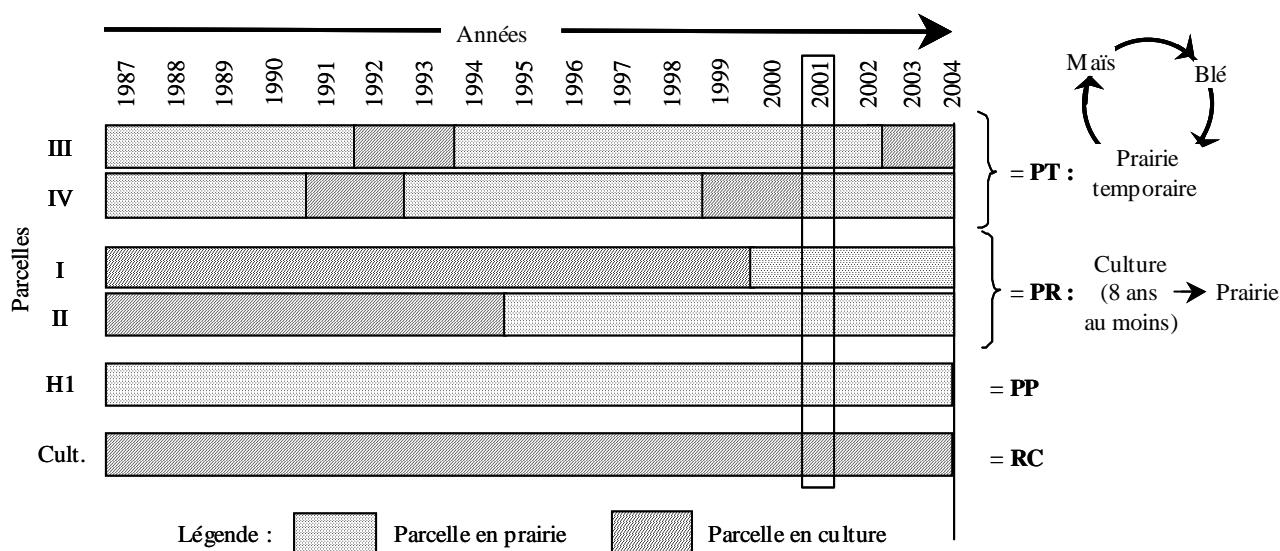 Années
1987 1988 1989 1990 1991 1992 1993 1994 1995 1996 1997 1998 1999 2000 2001 2002 2003 2004
Maïs
Blé
Prairie
temporaire
Parcelles
III
IV
= PT :
I
II
= PR :
Culture
(8 ans
au moins)
Prairie
H1
= PP
Cult.
= RC
Légende :
Parcelle en prairie
Parcelle en culture